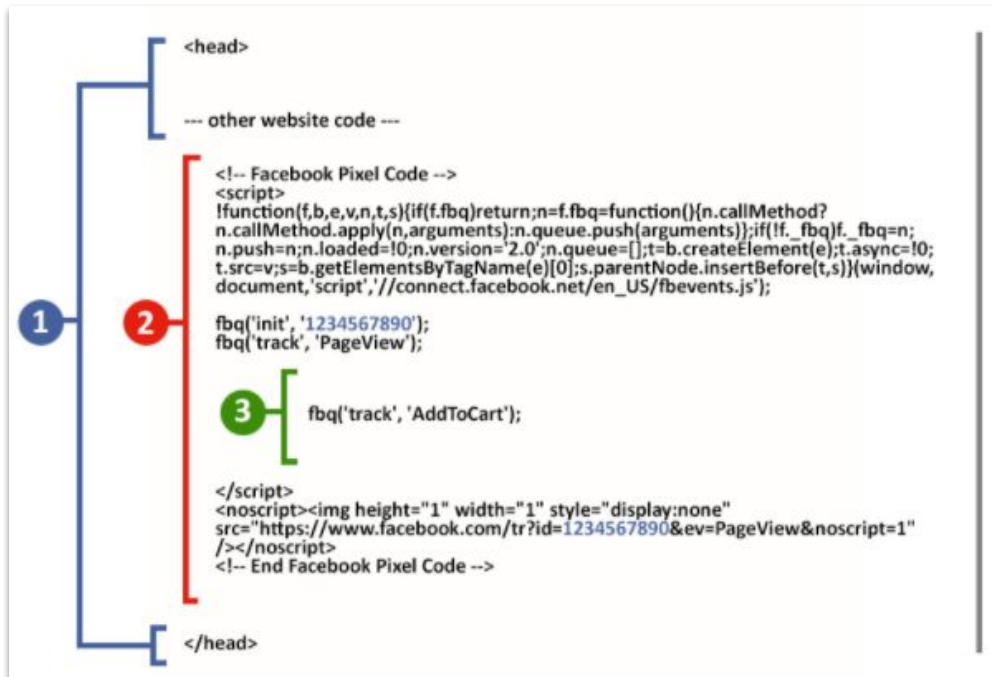 <head>
--- other website code ---
<!-- Facebook Pixel Code -->
<script>
!function(f,b,e,v,n,t,s){if(f.fbq)return;n=f.fbq=function(){n.callMethod?
n.callMethod.apply(n,arguments):n.queue.push(arguments)};if(!f._fbq)f._fbq=n;
n.push=n;n.loaded=!0;n.version='2.0';n.queue=[];t=b.createElement(e);t.async=!0;
t.src=v;s=b.getElementsByTagName(e)[0];s.parentNode.insertBefore(t,s)}(window,
document,'script','//connect.facebook.net/en_US/fbevents.js');
1
2
fbq('init', '1234567890');
fbq('track', 'PageView');
3
fbq('track', 'AddToCart');
</script>
<noscript><img height="1" width="1" style="display:none"
src="https://www.facebook.com/tr?id=1234567890&ev=PageView&noscript=1"
/></noscript>
<!-- End Facebook Pixel Code -->
</head>